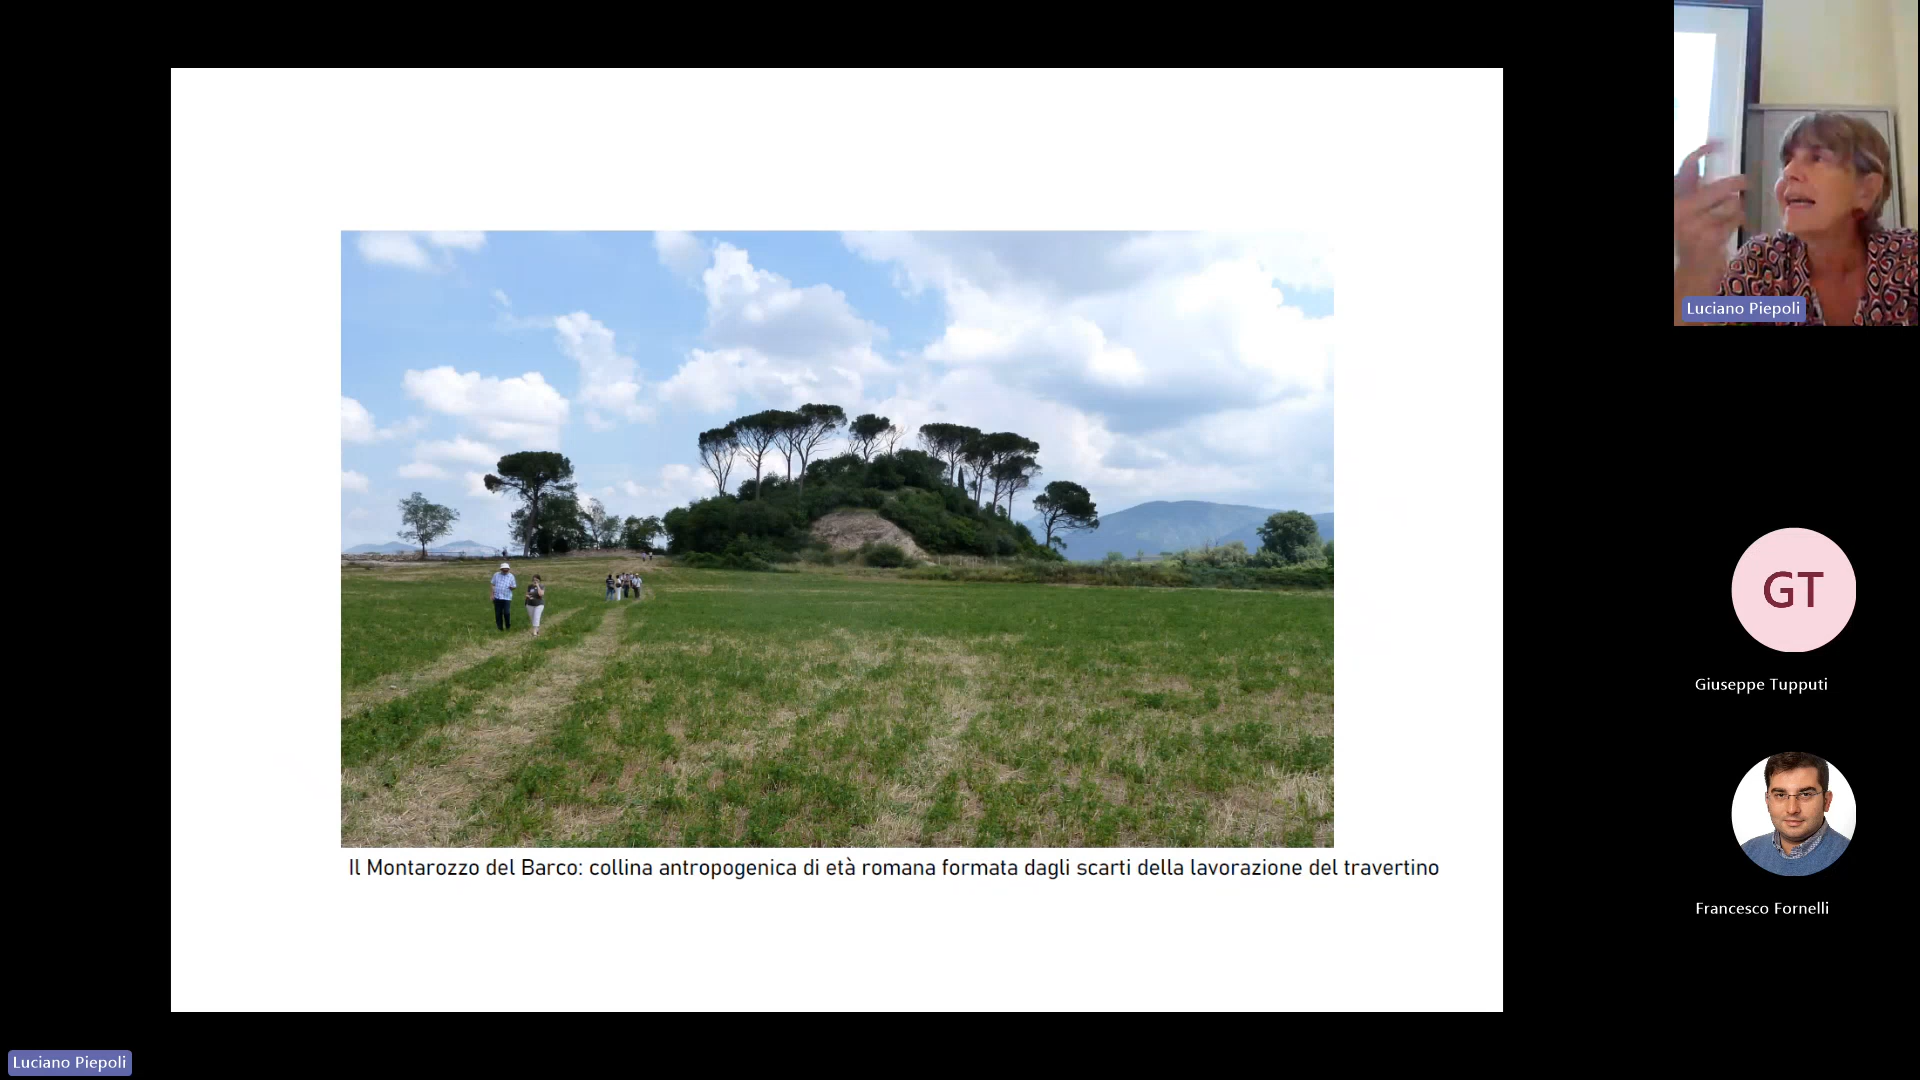 Luciano Piepoli
GT
Giuseppe Tupputi
Il Montarozzo del Barco: collina antropogenica di età romana formata dagli scarti della lavorazione del travertino
Francesco Fornelli
Luciano Piepoli